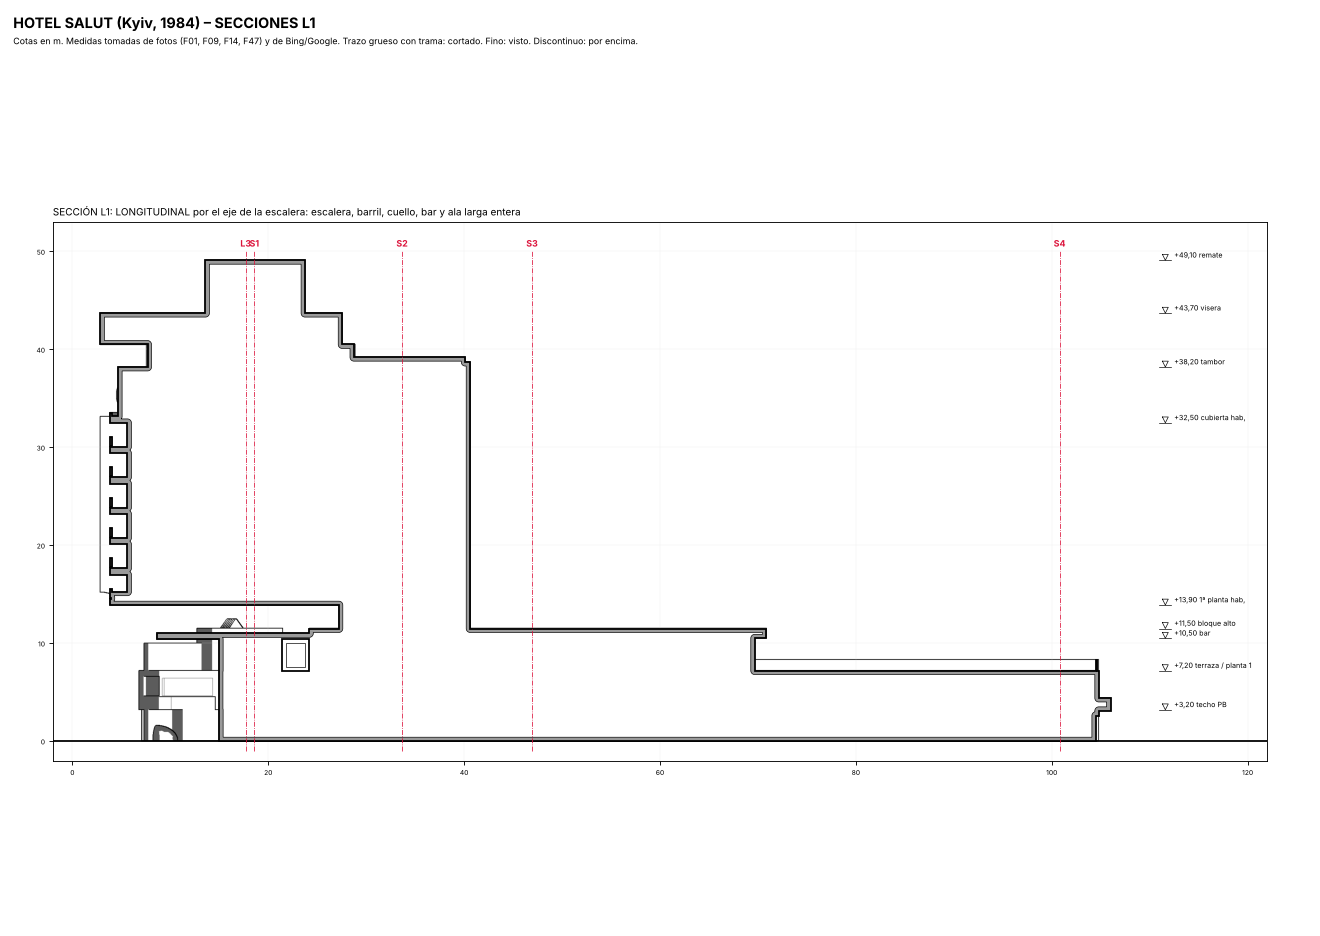 HOTEL SALUT (Kyiv, 1984) – SECCIONES L1
Cotas en m. Medidas tomadas de fotos (F01, F09, F14, F47) y de Bing/Google. Trazo grueso con trama: cortado. Fino: visto. Discontinuo: por encima.
SECCIÓN L1: LONGITUDINAL por el eje de la escalera: escalera, barril, cuello, bar y ala larga entera
L3S1 S2 S3 S4
50
+49,10 remate
+43,70 visera
40
+38,20 tambor
+32,50 cubierta hab,
30
20
+13,90 1ª planta hab,
+11,50 bloque alto
+10,50 bar
10
+7,20 terraza / planta 1
+3,20 techo PB
0
0 20 40 60 80 100 120